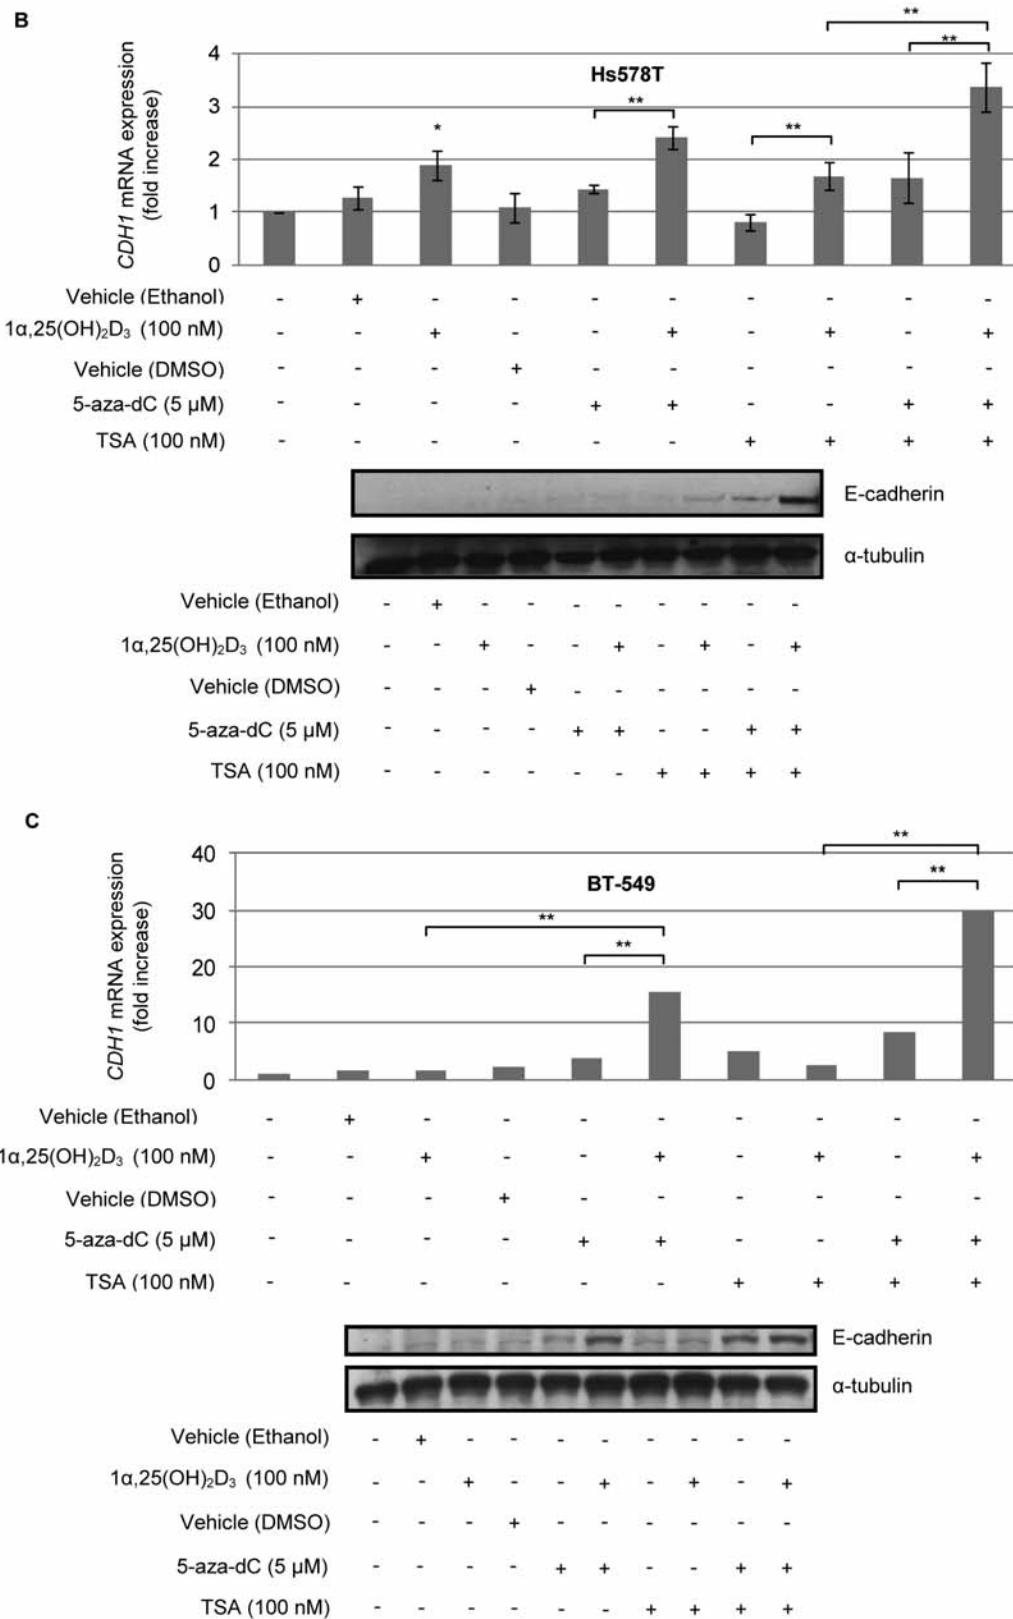 B
**
**
4
Hs578T
3
**
**
*
2
1
0
CDH1 mRNA expression
(fold increase)
Vehicle (Ethanol) - + - - - - - - - -
1α,25(OH)₂D₃ (100 nM) - - + - - + - + - +
Vehicle (DMSO) - - - + - - - - - -
5-aza-dC (5 µM) - - - - + + - - + +
TSA (100 nM) - - - - - - + + + +
E-cadherin
α-tubulin
Vehicle (Ethanol) - + - - - - - - - -
1α,25(OH)₂D₃ (100 nM) - - + - - + - + - +
Vehicle (DMSO) - - - + - - - - - -
5-aza-dC (5 µM) - - - - + + - - + +
TSA (100 nM) - - - - - - + + + +
C
**
40
**
BT-549
30
**
**
20
10
0
CDH1 mRNA expression
(fold increase)
Vehicle (Ethanol) - + - - - - - - - -
1α,25(OH)₂D₃ (100 nM) - - + - - + - + - +
Vehicle (DMSO) - - - + - - - - - -
5-aza-dC (5 µM) - - - - + + - - + +
TSA (100 nM) - - - - - - + + + +
E-cadherin
α-tubulin
Vehicle (Ethanol) - + - - - - - - - -
1α,25(OH)₂D₃ (100 nM) - - + - - + - + - +
Vehicle (DMSO) - - - + - - - - - -
5-aza-dC (5 µM) - - - - + + - - + +
TSA (100 nM) - - - - - - + + + +